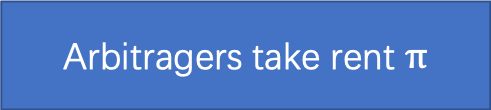 Arbitragers take rent π